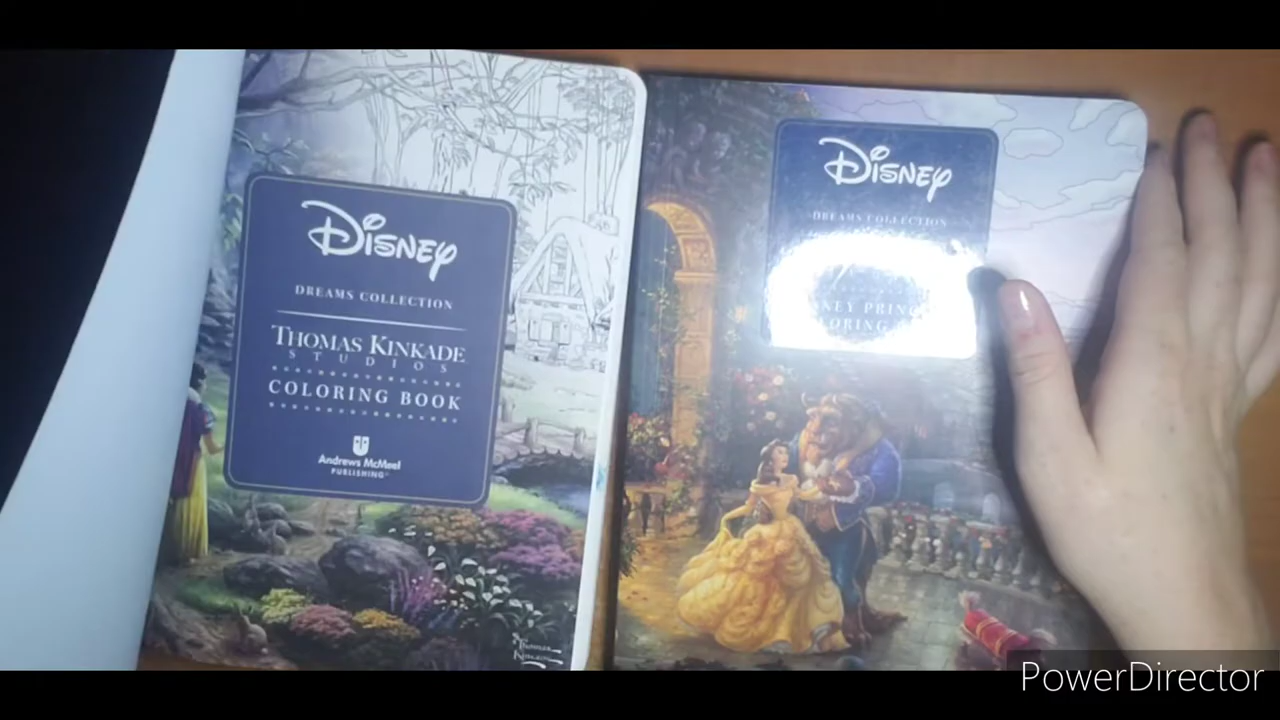 Disney
DREAMS COLLECTION
THOMAS KINKADE
STUDIOS
COLORING BOOK
Andrews McMeel
PUBLISHING
Disney
DREAMS COLLECTION
PowerDirector